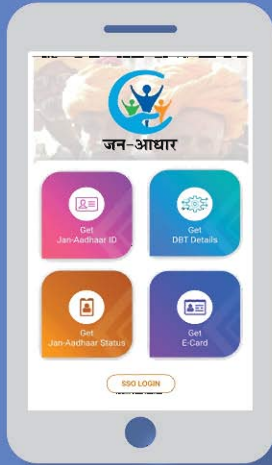 जन-आधार
Get
Jan-Aadhaar ID
Get
DBT Details
Get
Jan-Aadhaar Status
Get
E-Card
SSO LOGIN